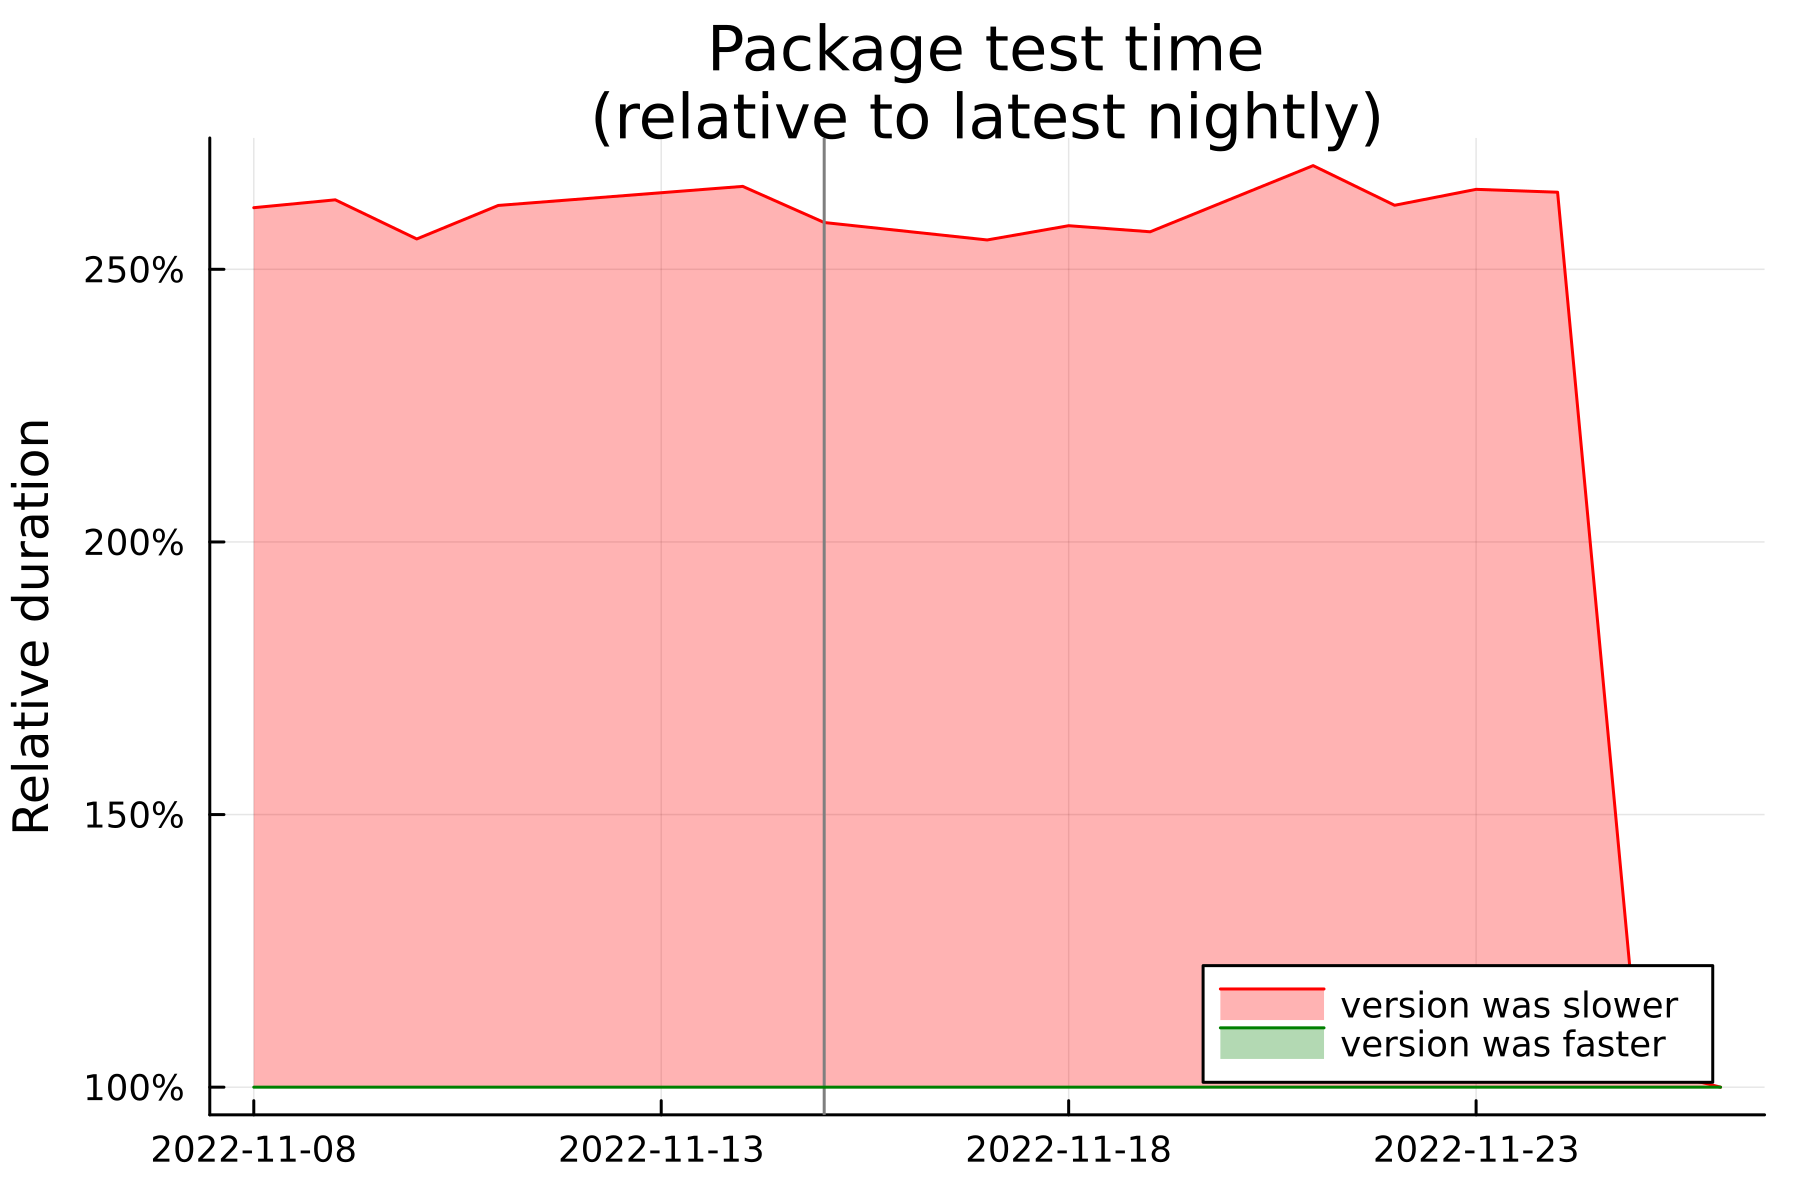 Package test time
(relative to latest nightly)
Relative duration
250%
200%
150%
100%
version was slower
version was faster
2022-11-08
2022-11-13
2022-11-18
2022-11-23